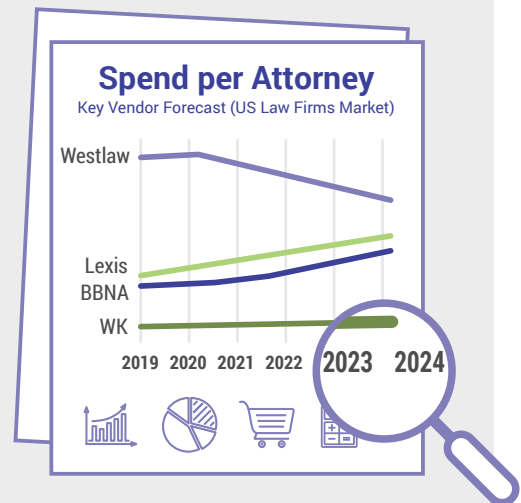 Spend per Attorney
Key Vendor Forecast (US Law Firms Market)
Westlaw
Lexis
BBNA
WK
2019 2020 2021 2022 2023 2024